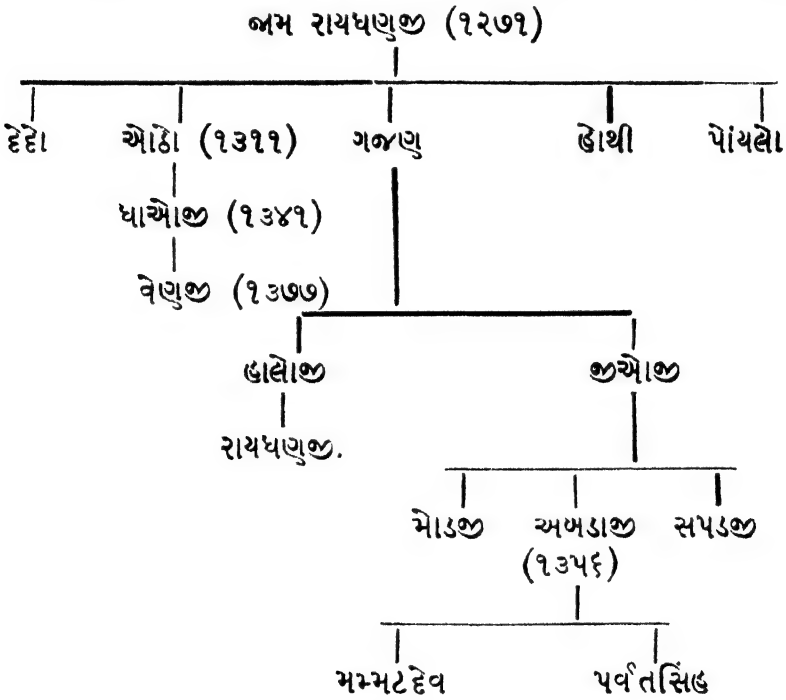 જામ રાયધણજી (૧૨૭૧)
દેદો ઓઠો (૧૩૧૧) ગજણ હોથી પોંયલો
ધાઓજી (૧૩૪૧)
વેણજી (૧૩૭૭)
હાલોજી જીઓજી
રાયધણજી.
મોડજી અબડાજી સપડજી
(૧૩૫૬)
મમ્મટદેવ પર્વતસિંહ